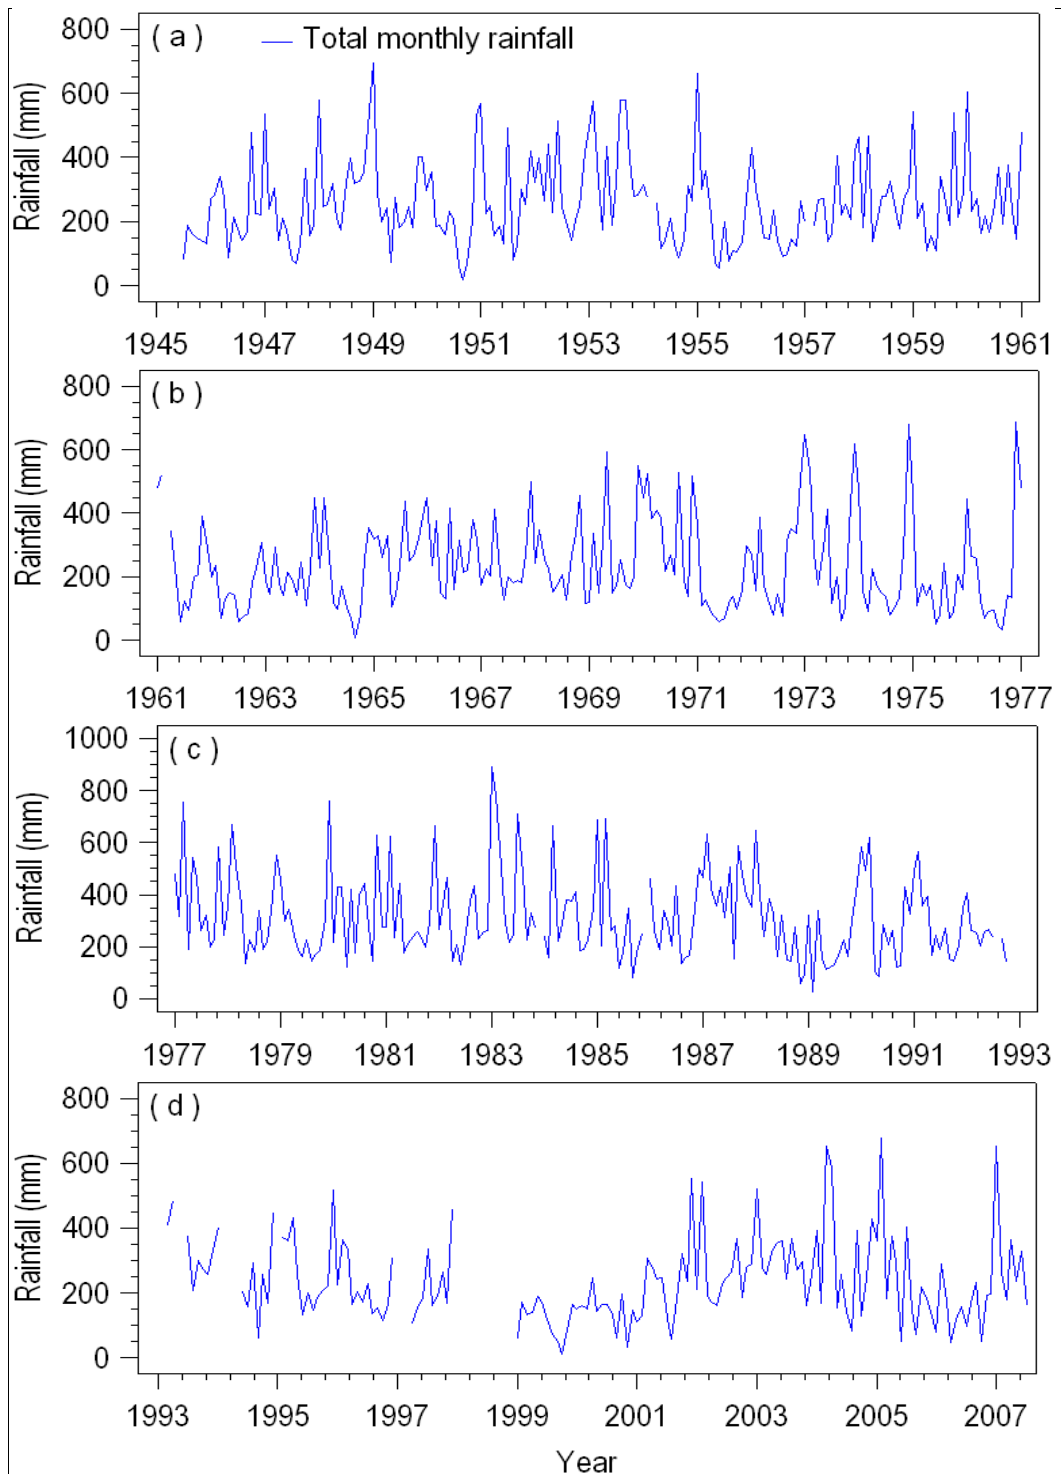 800
( a )
Total monthly rainfall
600
400
200
0
Rainfall (mm)
1945 1947 1949 1951 1953 1955 1957 1959 1961
800
( b )
600
400
200
0
Rainfall (mm)
1961 1963 1965 1967 1969 1971 1973 1975 1977
1000
( c )
800
600
400
200
0
Rainfall (mm)
1977 1979 1981 1983 1985 1987 1989 1991 1993
800
( d )
600
400
200
0
Rainfall (mm)
1993 1995 1997 1999 2001 2003 2005 2007
Year